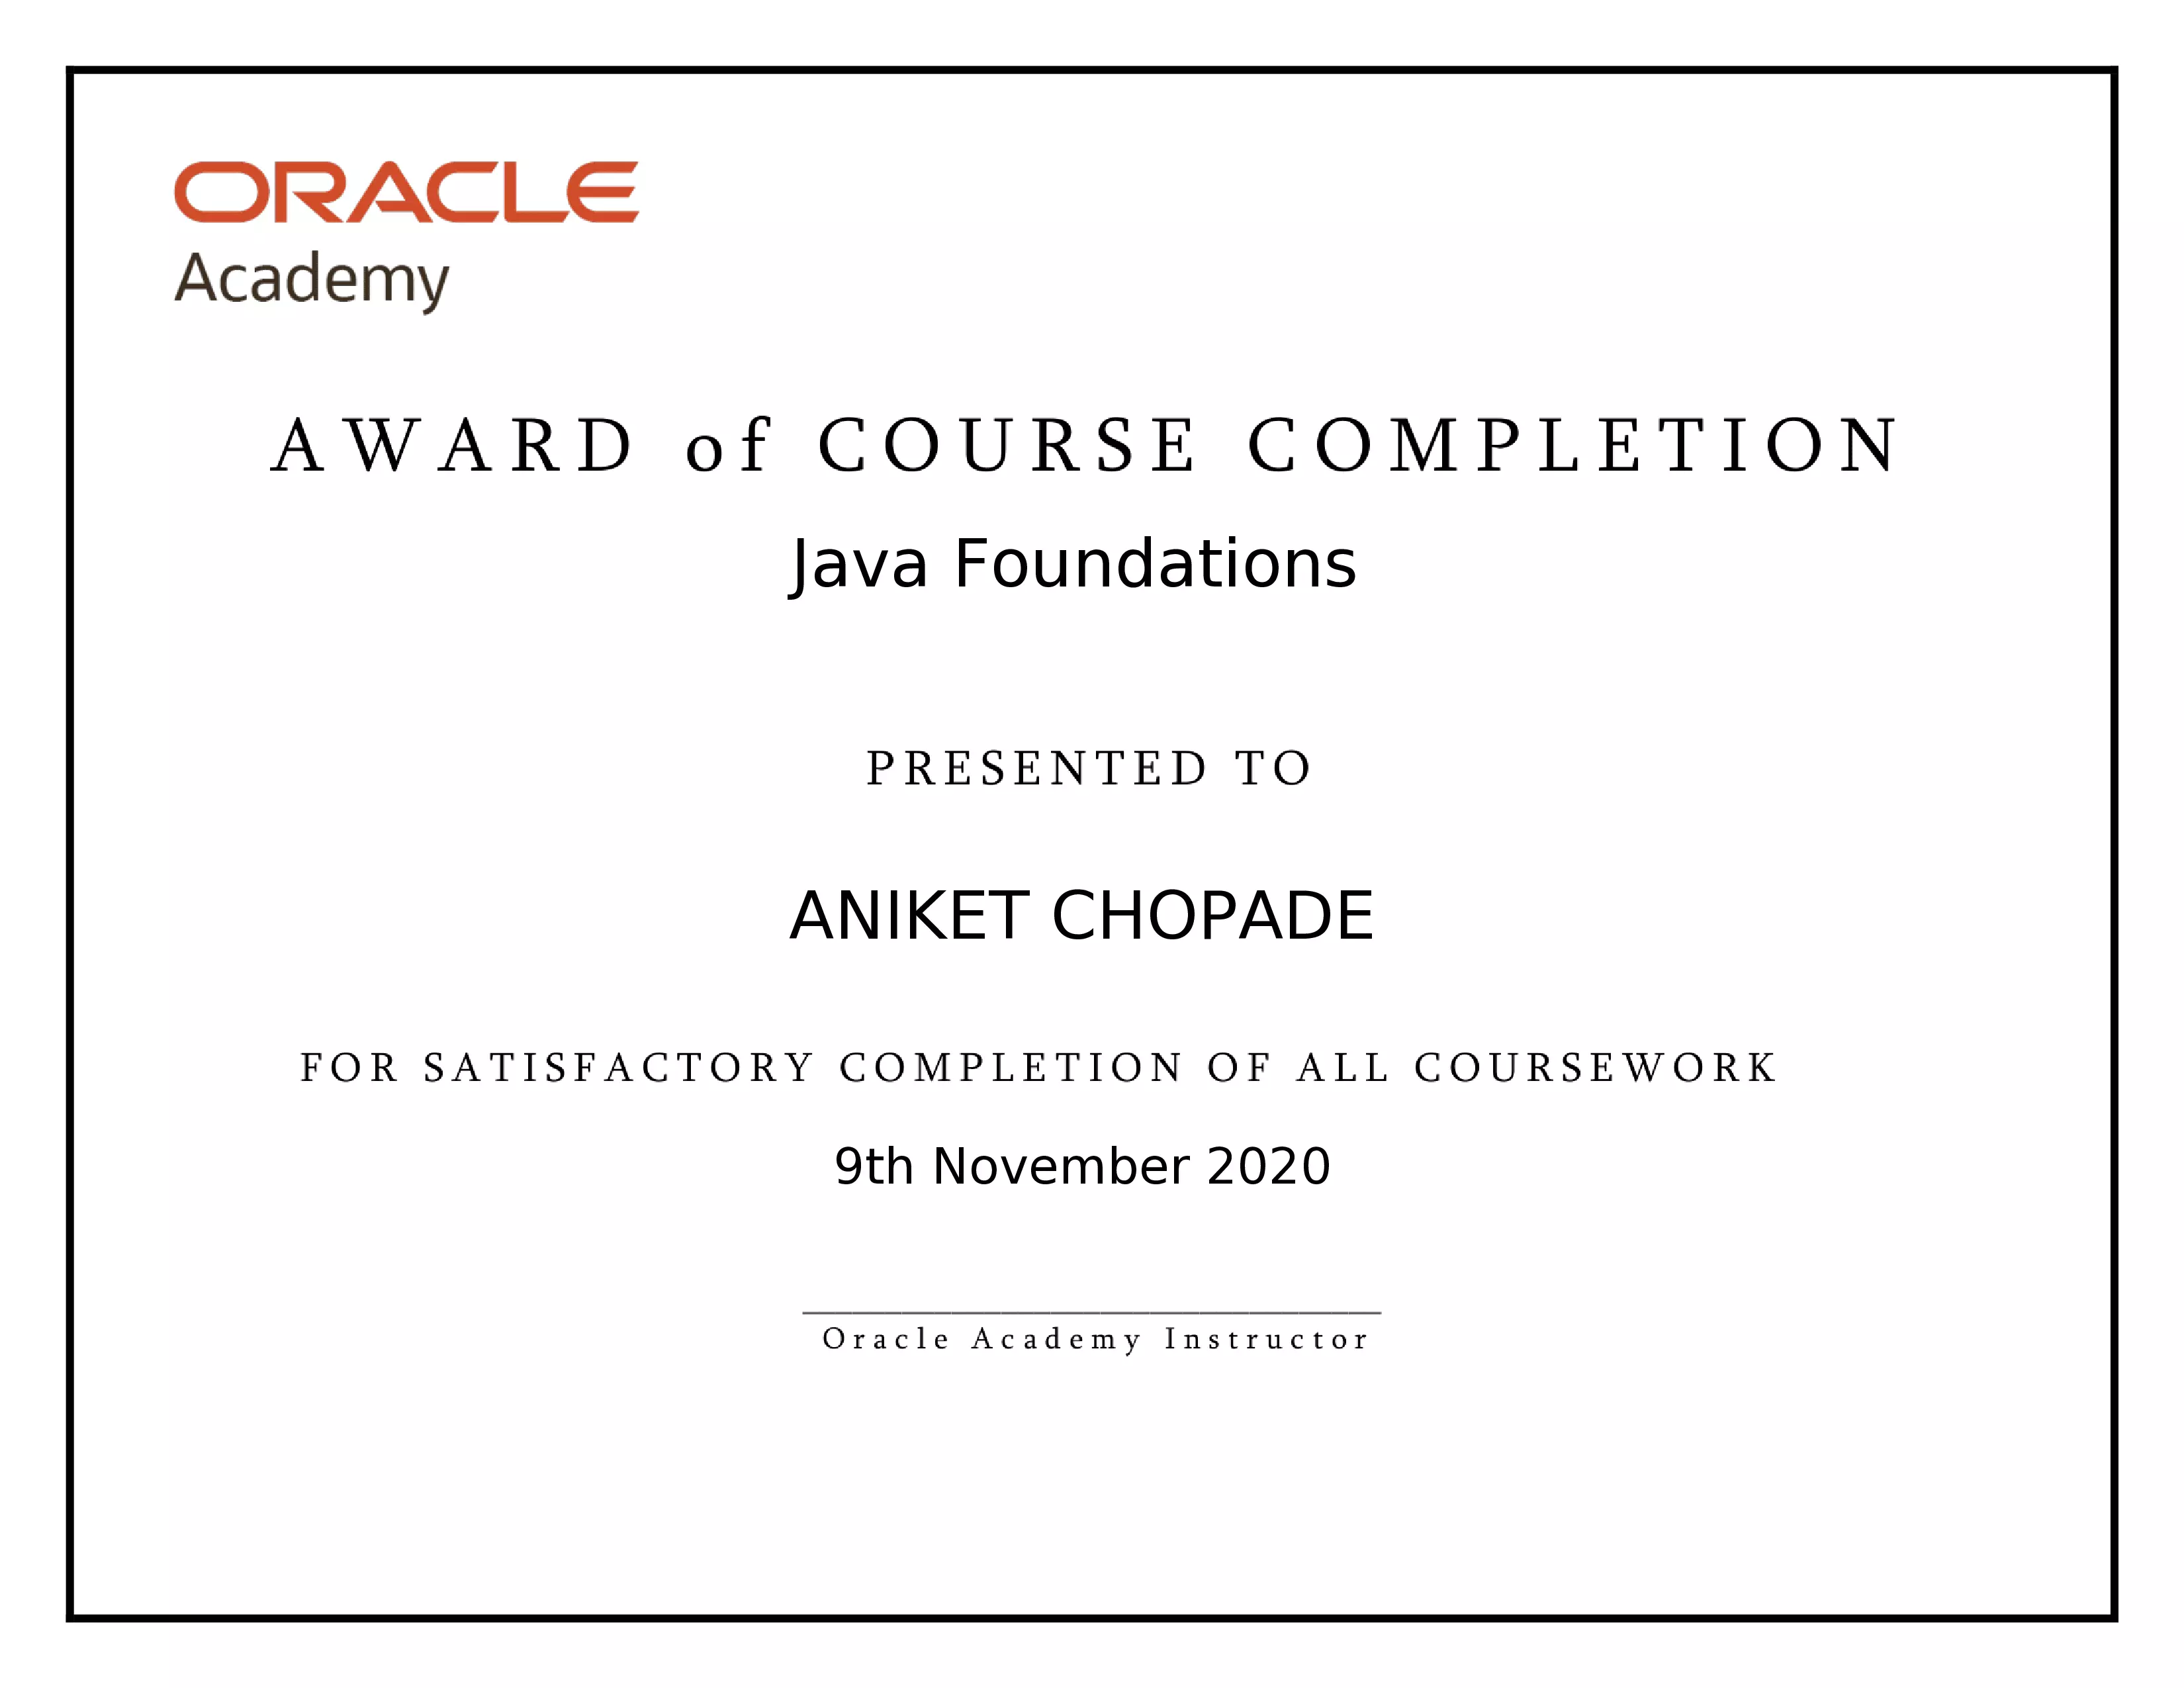 ORACLE
Academy
AWARD of COURSE COMPLETION
Java Foundations
PRESENTED TO
ANIKET CHOPADE
FOR SATISFACTORY COMPLETION OF ALL COURSEWORK
9th November 2020
Oracle Academy Instructor